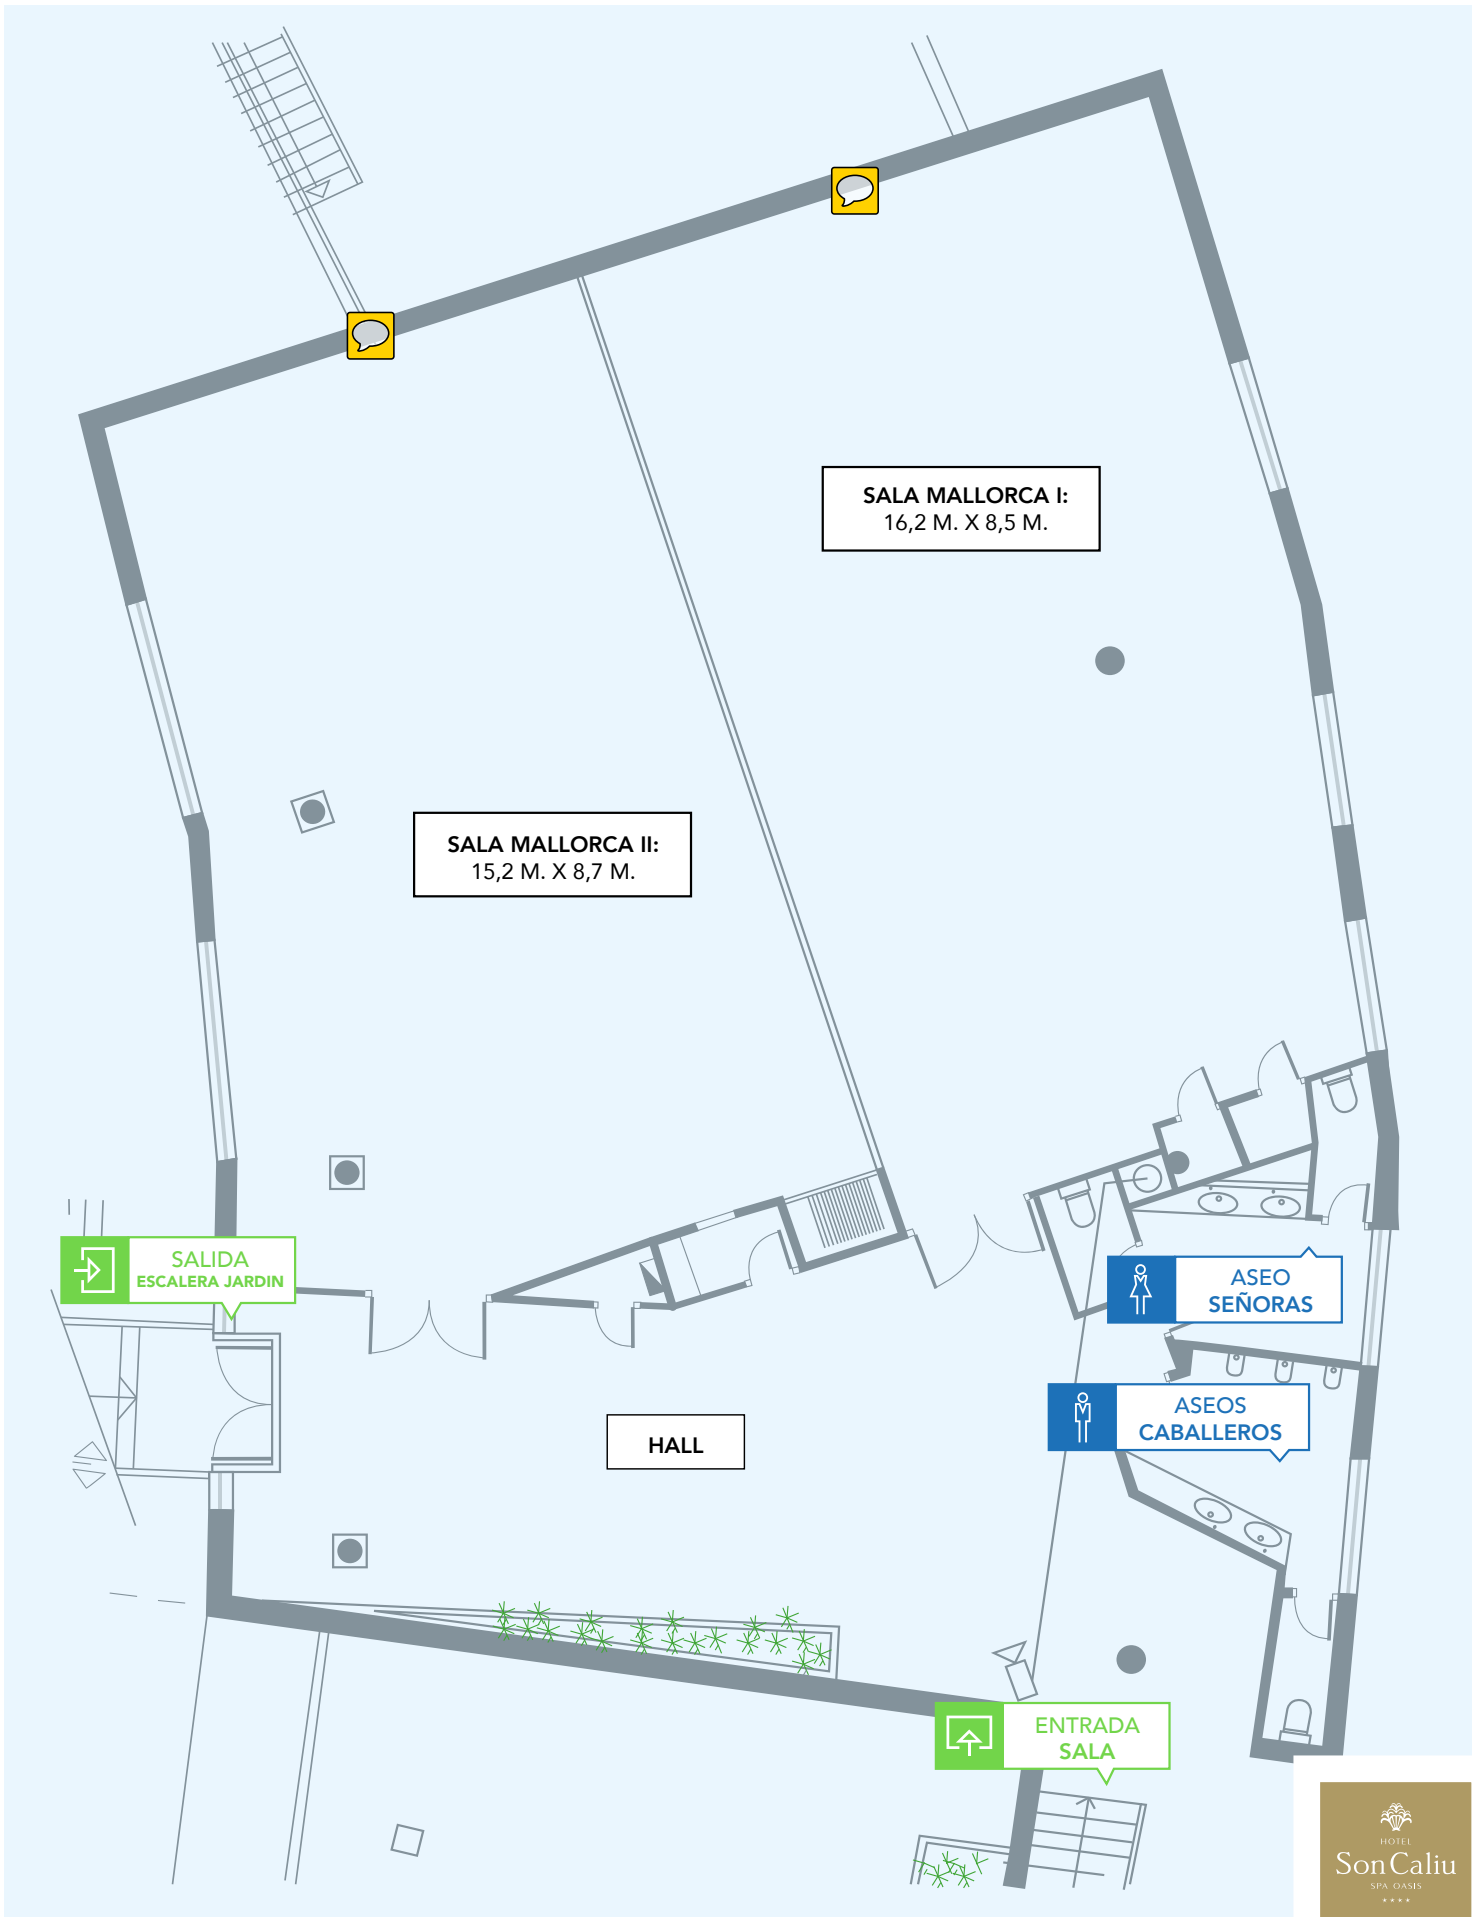 SALA MALLORCA I:
16,2 M. X 8,5 M.
SALA MALLORCA II:
15,2 M. X 8,7 M.
SALIDA
ESCALERA JARDIN
ASEO
SEÑORAS
ASEOS
CABALLEROS
HALL
ENTRADA
SALA
HOTEL
Son Caliu
SPA OASIS